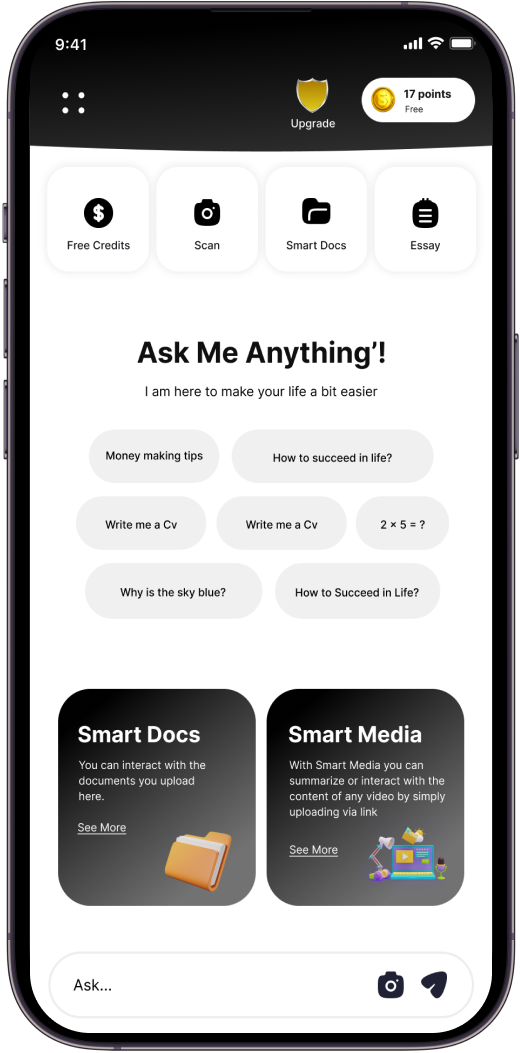 9:41
Upgrade
17 points
Free
Free Credits
Scan
Smart Docs
Essay
Ask Me Anything’!
I am here to make your life a bit easier
Money making tips
How to succeed in life?
Write me a Cv
Write me a Cv
2 × 5 = ?
Why is the sky blue?
How to Succeed in Life?
Smart Docs
You can interact with the
documents you upload
here.
See More
Smart Media
With Smart Media you can
summarize or interact with the
content of any video by simply
uploading via link
See More
Ask...